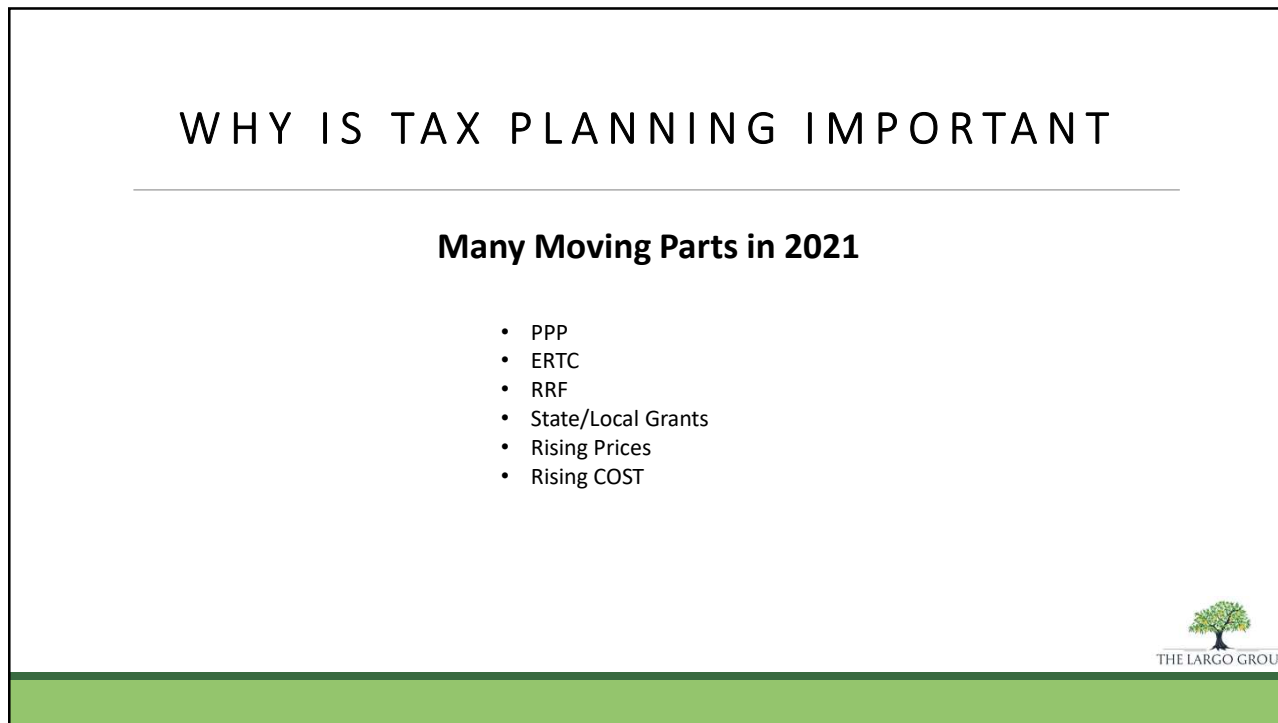 WHY IS TAX PLANNING IMPORTANT
Many Moving Parts in 2021
• PPP
• ERTC
• RRF
• State/Local Grants
• Rising Prices
• Rising COST
THE LARGO GROU